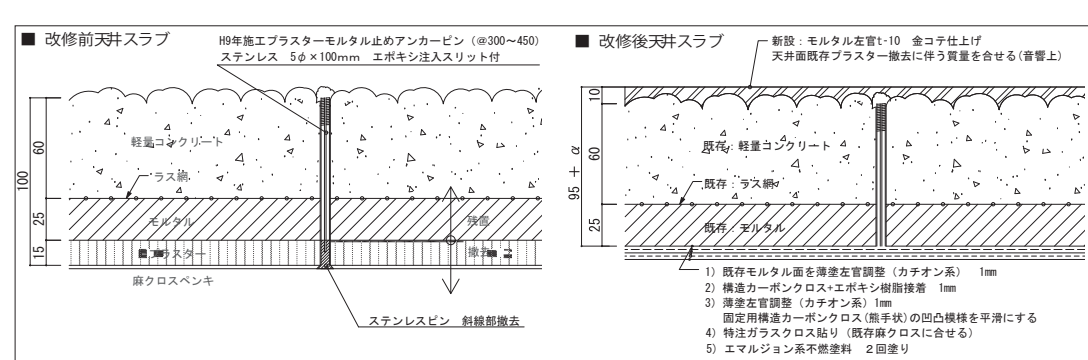 ■ 改修前天井スラブ
H9年施工プラスターモルタル止めアンカーピン（@300～450）
ステンレス 5φ×100mm エポキシ注入スリット付
100
60
25
15
軽量コンクリート
ラス網
モルタル
プラスター
麻クロスペンキ
残置
撤去
ステンレスピン 斜線部撤去
■ 改修後天井スラブ
新設：モルタル左官t-10 金コテ仕上げ
天井面既存プラスター撤去に伴う質量を合せる(音響上)
95 + α
10
60
25
既存：軽量コンクリート
既存：ラス網
既存：モルタル
1) 既存モルタル面を薄塗左官調整（カチオン系） 1mm
2) 構造カーボンクロス+エポキシ樹脂接着 1mm
3) 薄塗左官調整（カチオン系）1mm
固定用構造カーボンクロス(熊手状)の凹凸模様を平滑にする
4) 特注ガラスクロス貼り（既存麻クロスに合せる）
5) エマルジョン系不燃塗料 2回塗り